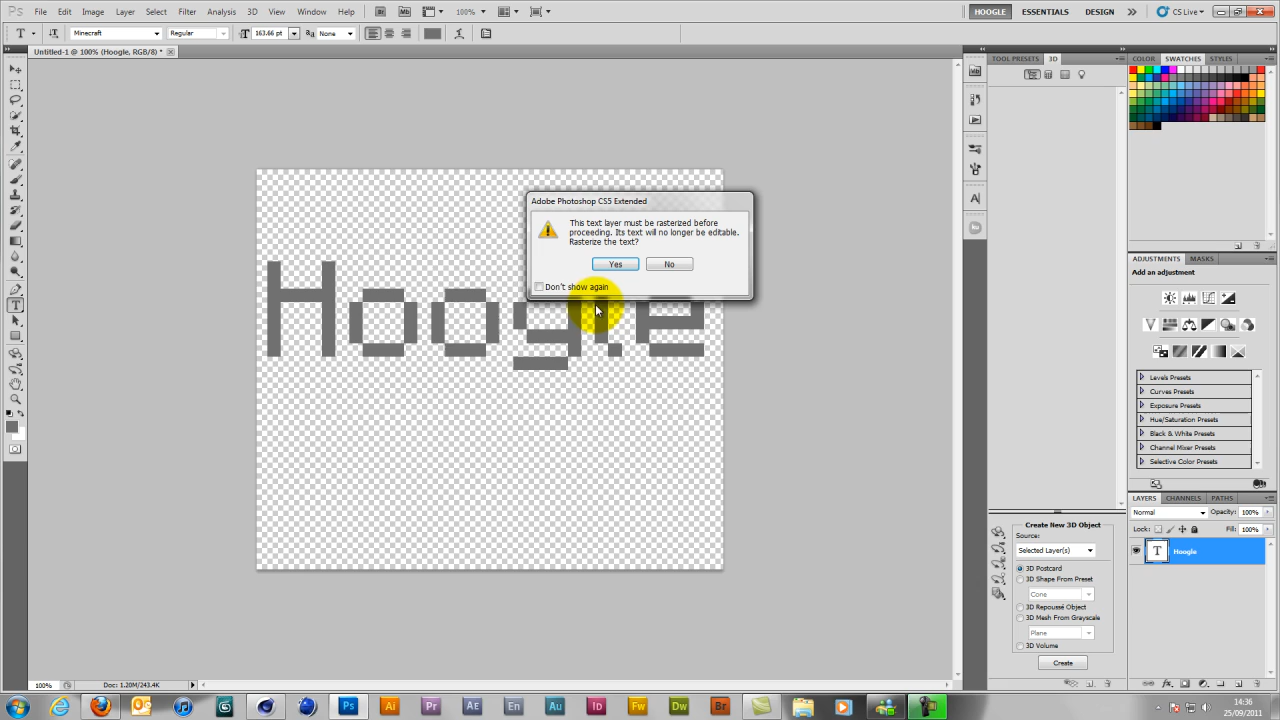 Ps File Edit Image Layer Select Filter Analysis 3D View Window Help Br Mb 100% HOOGLE ESSENTIALS DESIGN CS Live
T Minecraft Regular T 163.66 pt aa None
Untitled-1 @ 100% (Hoogle, RGB/8) *
TOOL PRESETS 3D
COLOR SWATCHES STYLES
Adobe Photoshop CS5 Extended
This text layer must be rasterized before
proceeding. Its text will no longer be editable.
Rasterize the text?
Yes No
Don't show again
Hoogle
ADJUSTMENTS MASKS
Add an adjustment
Levels Presets
Curves Presets
Exposure Presets
Hue/Saturation Presets
Black & White Presets
Channel Mixer Presets
Selective Color Presets
Create New 3D Object
Source:
Selected Layer(s)
3D Postcard
3D Shape From Preset
Cone
3D Repoussé Object
3D Mesh From Grayscale
Plane
3D Volume
Create
LAYERS CHANNELS PATHS
Normal Opacity: 100%
Lock: Fill: 100%
T Hoogle
100% Doc: 1.20M/243.4K
Ps Ai Pr AE En Au Id Fw Dw Br
14:36
25/09/2011